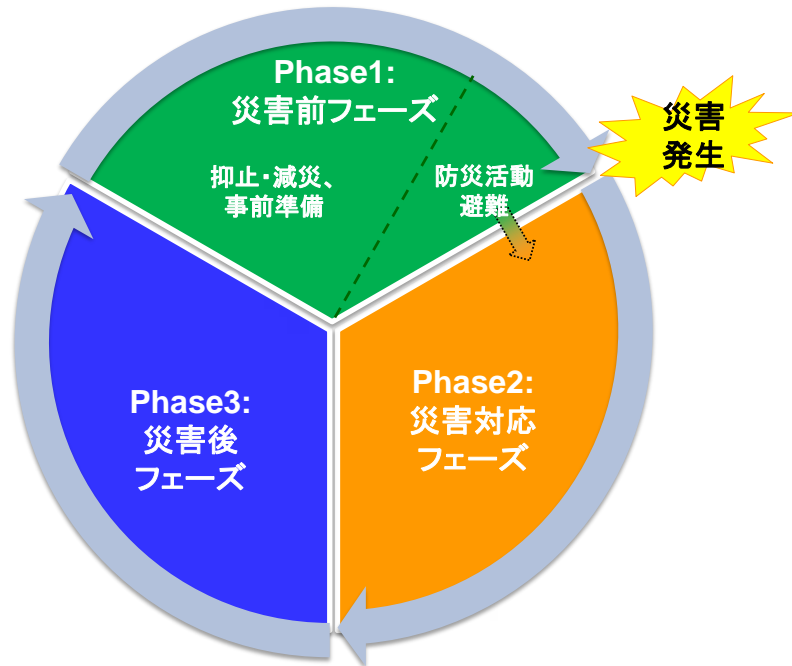 Phase1:
災害前フェーズ
抑止・減災、
事前準備
防災活動
避難
災害
発生
Phase2:
災害対応
フェーズ
Phase3:
災害後
フェーズ